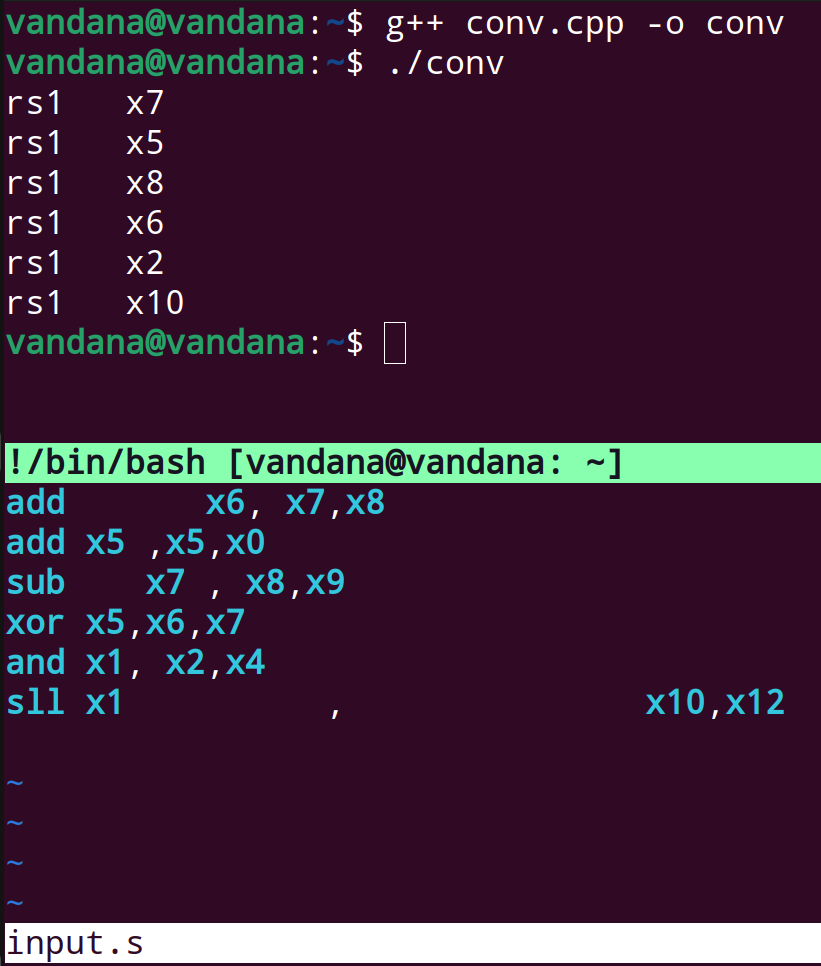 vandana@vandana:~$ g++ conv.cpp -o conv
vandana@vandana:~$ ./conv
rs1   x7
rs1   x5
rs1   x8
rs1   x6
rs1   x2
rs1   x10
vandana@vandana:~$
!/bin/bash [vandana@vandana: ~]
add       x6, x7,x8
add x5 ,x5,x0
sub    x7 , x8,x9
xor x5,x6,x7
and x1, x2,x4
sll x1          ,               x10,x12
~
~
~
~
input.s